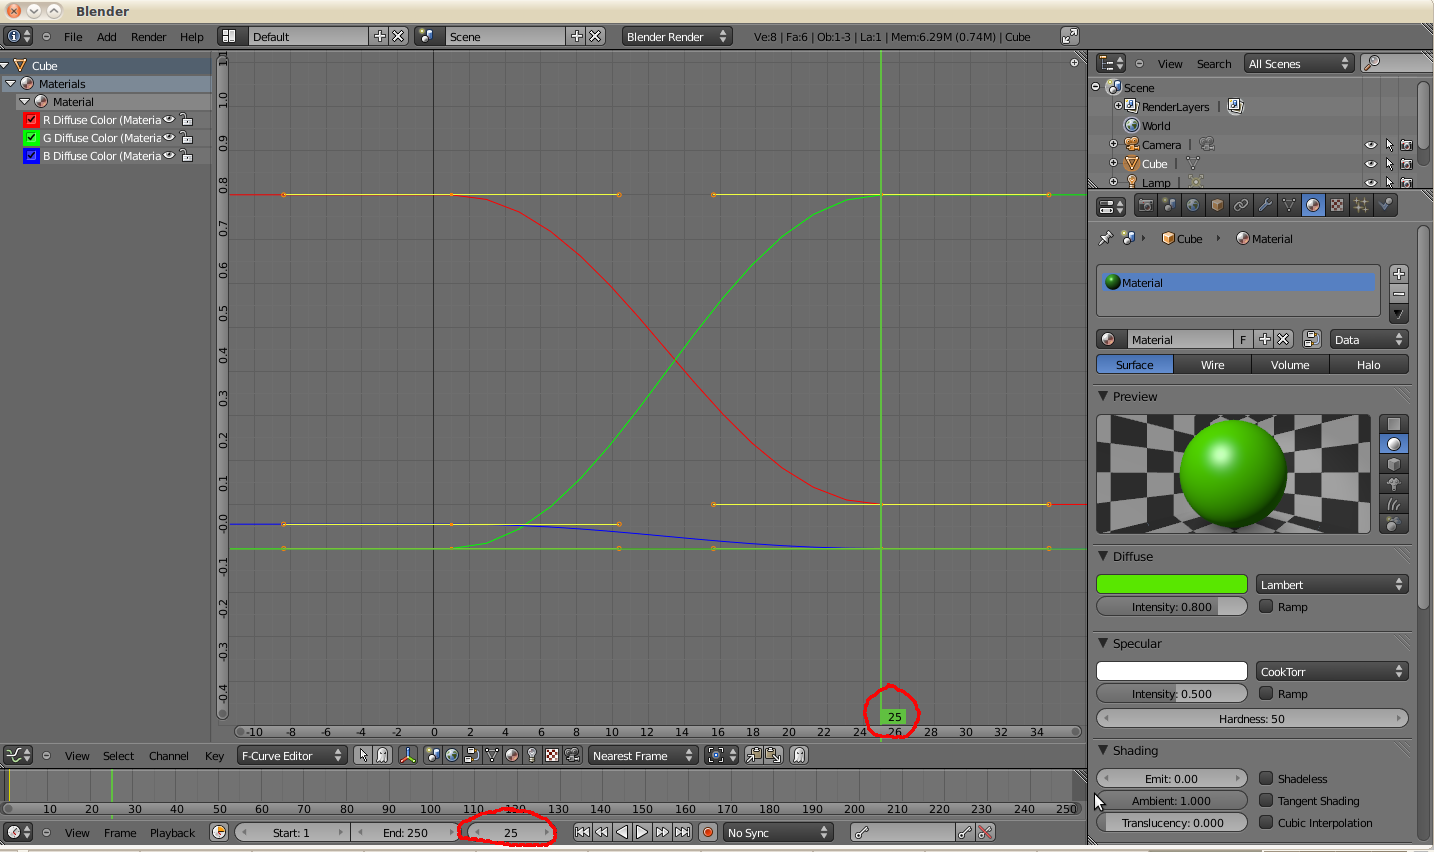 Blender
File Add Render Help Default Scene Blender Render Ve:8 | Fa:6 | Ob:1-3 | La:1 | Mem:6.29M (0.74M) | Cube
Cube
Materials
Material
R Diffuse Color (Materia
G Diffuse Color (Materia
B Diffuse Color (Materia
1.0
0.9
0.8
0.7
0.6
0.5
0.4
0.3
0.2
0.1
-0.0
-0.1
-0.2
-0.3
-0.4
25
-10 -8 -6 -4 -2 0 2 4 6 8 10 12 14 16 18 20 22 24 26 28 30 32 34
View Select Channel Key F-Curve Editor Nearest Frame
10 20 30 40 50 60 70 80 90 100 110 120 130 140 150 160 170 180 190 200 210 220 230 240 250
View Frame Playback Start: 1 End: 250 25 No Sync
View Search All Scenes
Scene
RenderLayers |
World
Camera |
Cube |
Lamp |
Cube Material
Material
Material F Data
Surface Wire Volume Halo
Preview
Diffuse
Lambert
Intensity: 0.800 Ramp
Specular
CookTorr
Intensity: 0.500 Ramp
Hardness: 50
Shading
Emit: 0.00 Shadeless
Ambient: 1.000 Tangent Shading
Translucency: 0.000 Cubic Interpolation